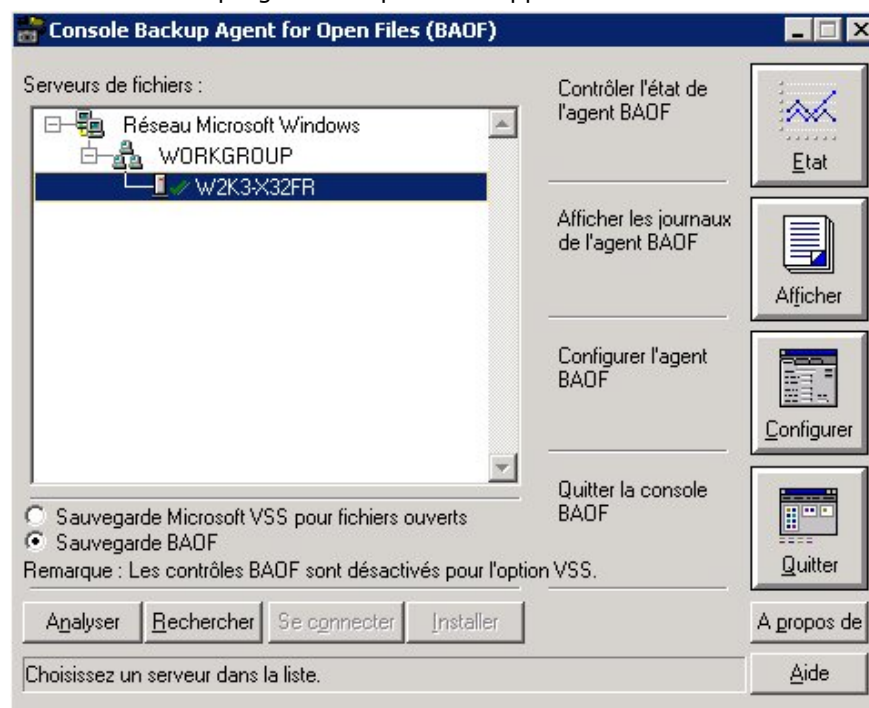 Console Backup Agent for Open Files (BAOF)
Serveurs de fichiers :
Réseau Microsoft Windows
WORKGROUP
W2K3-X32FR
Contrôler l'état de
l'agent BAOF
Etat
Afficher les journaux
de l'agent BAOF
Afficher
Configurer l'agent
BAOF
Configurer
Quitter la console
BAOF
Quitter
Sauvegarde Microsoft VSS pour fichiers ouverts
Sauvegarde BAOF
Remarque : Les contrôles BAOF sont désactivés pour l'option VSS.
Analyser
Rechercher
Se connecter
Installer
A propos de
Choisissez un serveur dans la liste.
Aide